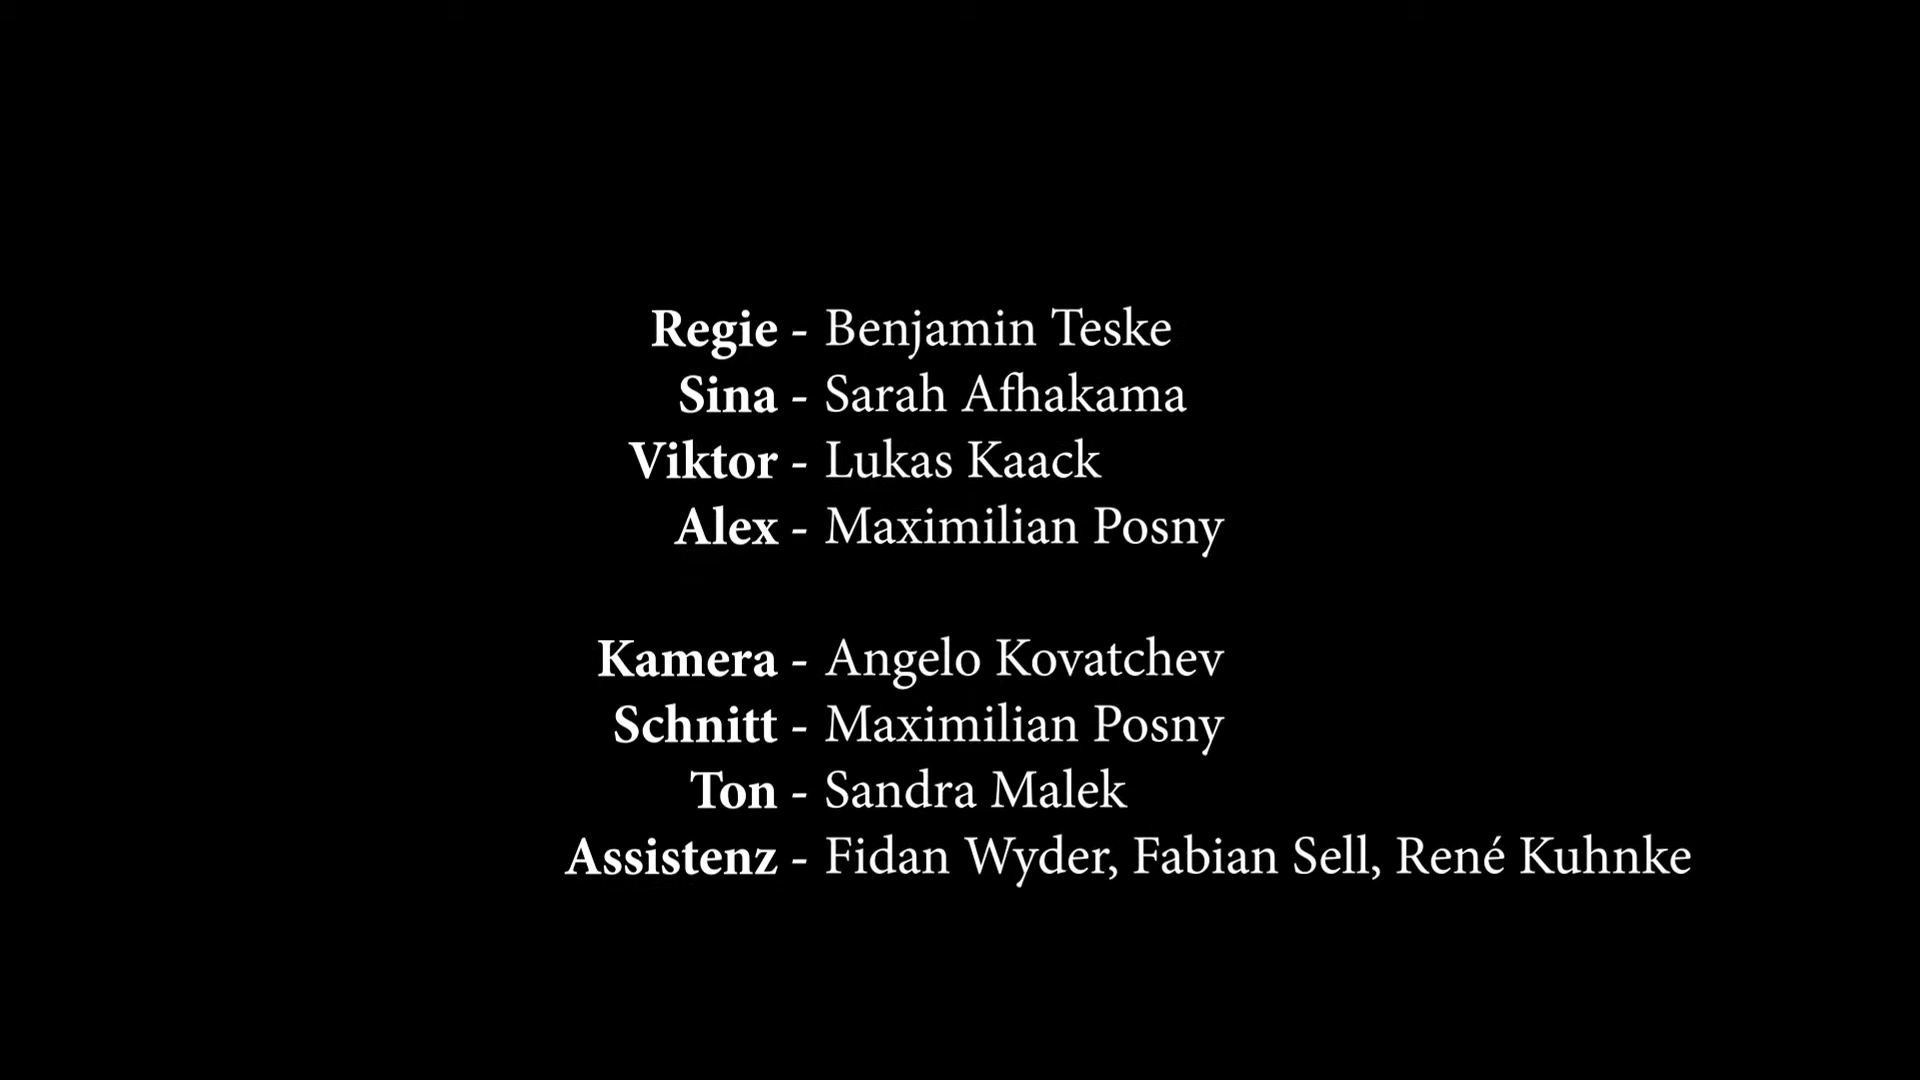 Regie - Benjamin Teske
Sina - Sarah Afhakama
Viktor - Lukas Kaack
Alex - Maximilian Posny
Kamera - Angelo Kovatchev
Schnitt - Maximilian Posny
Ton - Sandra Malek
Assistenz - Fidan Wyder, Fabian Sell, René Kuhnke